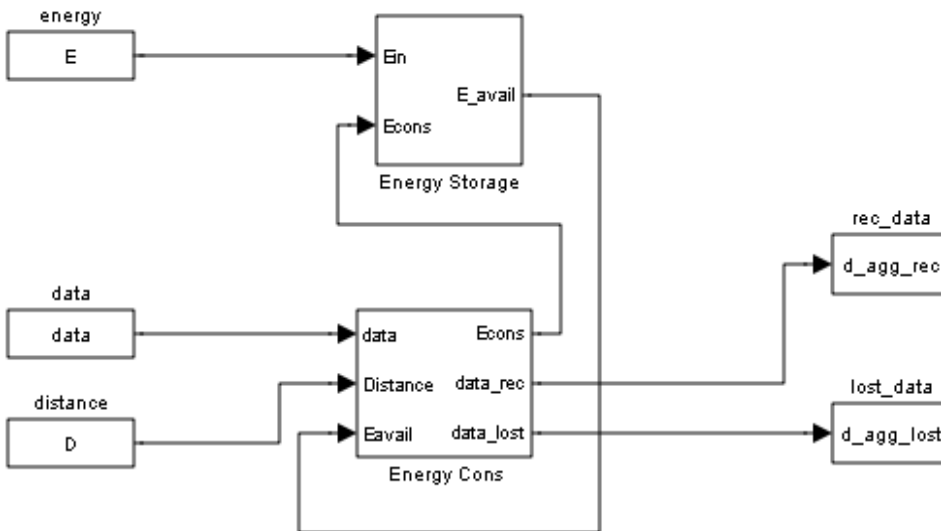 energy
E
Ein
E_avail
Econs
Energy Storage
rec_data
d_agg_rec
data
data
data
Econs
Distance
data_rec
distance
D
Eavail
data_lost
Energy Cons
lost_data
d_agg_lost